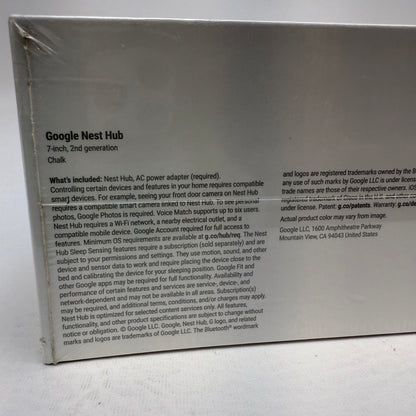 Google Nest Hub
7-inch, 2nd generation
Chalk
What's included: Nest Hub, AC power adapter (required).
Controlling certain devices and features in your home requires compatible
smart devices. For example, seeing your front door camera on Nest Hub
requires a compatible smart camera linked to Nest Hub. To see personal
photos, Google Photos is required. Voice Match supports up to six users.
Nest Hub requires a Wi-Fi network, a nearby electrical outlet, and a
compatible mobile device. Google Account required for full access to
features. Minimum OS requirements are available at g.co/hub/req. The Nest
Hub Sleep Sensing features require a subscription (sold separately) and are
subject to your permissions and settings. They use motion, sound, and other
device and sensor data to work and require placing the device close to the
bed and calibrating the device for your sleeping position. Google Fit and
other Google apps may be required for full functionality. Availability and
performance of certain features and services are service-, device-, and
network-dependent and may not be available in all areas. Subscription(s)
may be required, and additional terms, conditions, and/or charges may apply.
Nest Hub is optimized for selected content services only. All features,
functionality, and other product specifications are subject to change without
notice or obligation. © Google LLC. Google, Nest Hub, G logo, and related
marks and logos are trademarks of Google LLC. The Bluetooth® wordmark
and logos are registered trademarks owned by the B
any use of such marks by Google LLC is under licens
trade names are those of their respective owners. iOS
trademark of Cisco in the U.S. and other
under license. Patent: g.co/patents. Warranty: g.co/de
Actual product color may vary from image.
Google LLC, 1600 Amphitheatre Parkway
Mountain View, CA 94043 United States